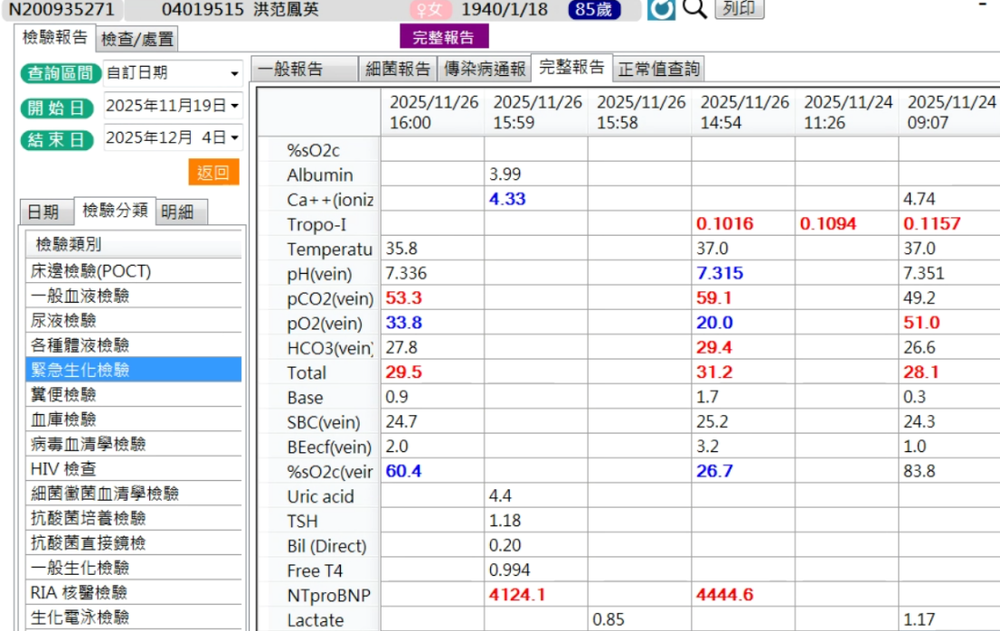 N200935271 04019515 洪范鳳英 ♀女 1940/1/18 85歲 列印
檢驗報告 檢查/處置 完整報告
查詢區間 自訂日期
開始日 2025年11月19日
結束日 2025年12月 4日
返回
日期 檢驗分類 明細
檢驗類別
床邊檢驗(POCT)
一般血液檢驗
尿液檢驗
各種體液檢驗
緊急生化檢驗
糞便檢驗
血庫檢驗
病毒血清學檢驗
HIV 檢查
細菌黴菌血清學檢驗
抗酸菌培養檢驗
抗酸菌直接鏡檢
一般生化檢驗
RIA 核醫檢驗
生化電泳檢驗
一般報告 細菌報告 傳染病通報 完整報告 正常值查詢
2025/11/26 16:00 2025/11/26 15:59 2025/11/26 15:58 2025/11/26 14:54 2025/11/24 11:26 2025/11/24 09:07
%sO2c
Albumin 3.99
Ca++(ioniz 4.33 4.74
Tropo-I 0.1016 0.1094 0.1157
Temperatu 35.8 37.0 37.0
pH(vein) 7.336 7.315 7.351
pCO2(vein) 53.3 59.1 49.2
pO2(vein) 33.8 20.0 51.0
HCO3(vein) 27.8 29.4 26.6
Total 29.5 31.2 28.1
Base 0.9 1.7 0.3
SBC(vein) 24.7 25.2 24.3
BEecf(vein) 2.0 3.2 1.0
%sO2c(veir 60.4 26.7 83.8
Uric acid 4.4
TSH 1.18
Bil (Direct) 0.20
Free T4 0.994
NTproBNP 4124.1 4444.6
Lactate 0.85 1.17